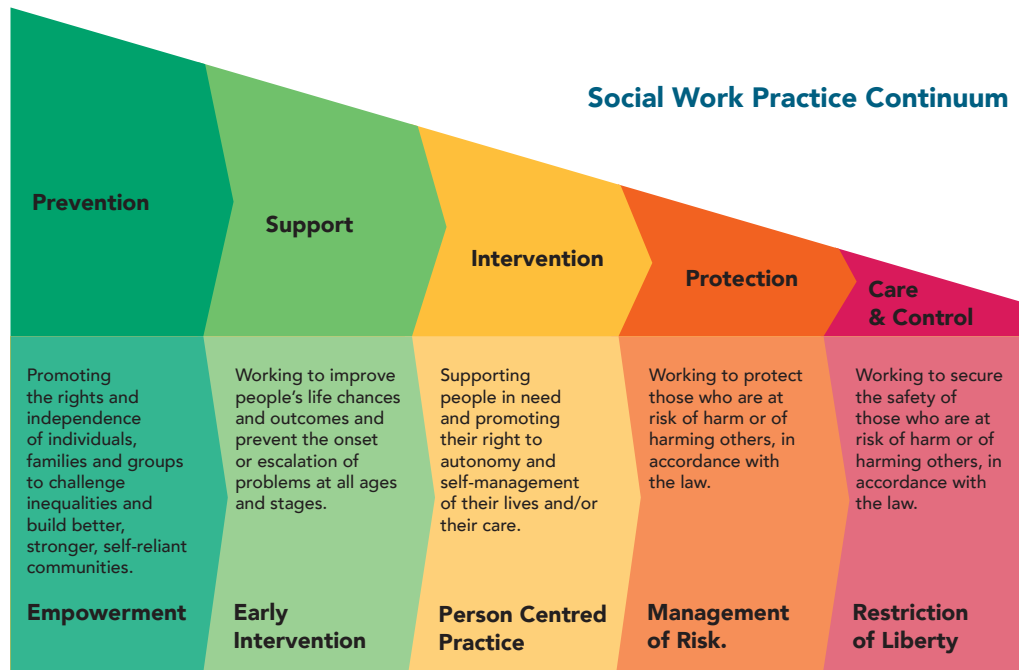 Social Work Practice Continuum
Prevention
Support
Intervention
Protection
Care
& Control
Promoting
the rights and
independence
of individuals,
families and groups
to challenge
inequalities and
build better,
stronger, self-reliant
communities.
Empowerment
Working to improve
people’s life chances
and outcomes and
prevent the onset
or escalation of
problems at all ages
and stages.
Early
Intervention
Supporting
people in need
and promoting
their right to
autonomy and
self-management
of their lives and/or
their care.
Person Centred
Practice
Working to protect
those who are at
risk of harm or of
harming others, in
accordance with
the law.
Management
of Risk.
Working to secure
the safety of
those who are at
risk of harm or of
harming others, in
accordance with
the law.
Restriction
of Liberty